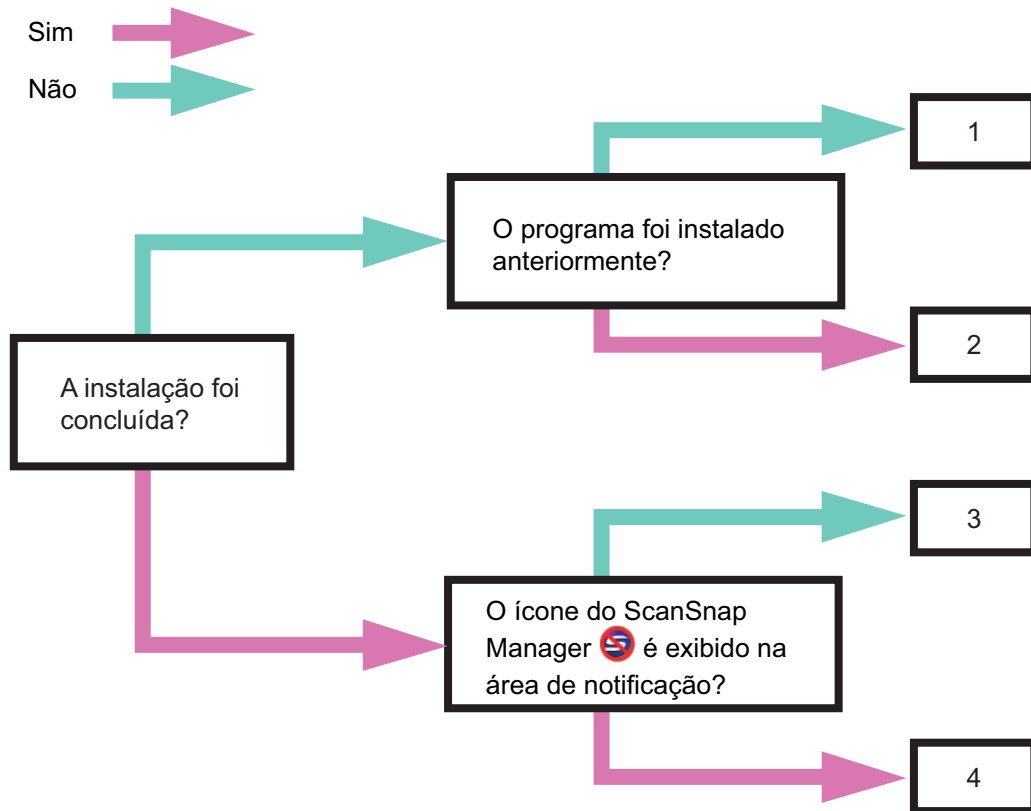 Sim
Não
1
O programa foi instalado
anteriormente?
2
A instalação foi
concluída?
3
O ícone do ScanSnap
Manager é exibido na
área de notificação?
4